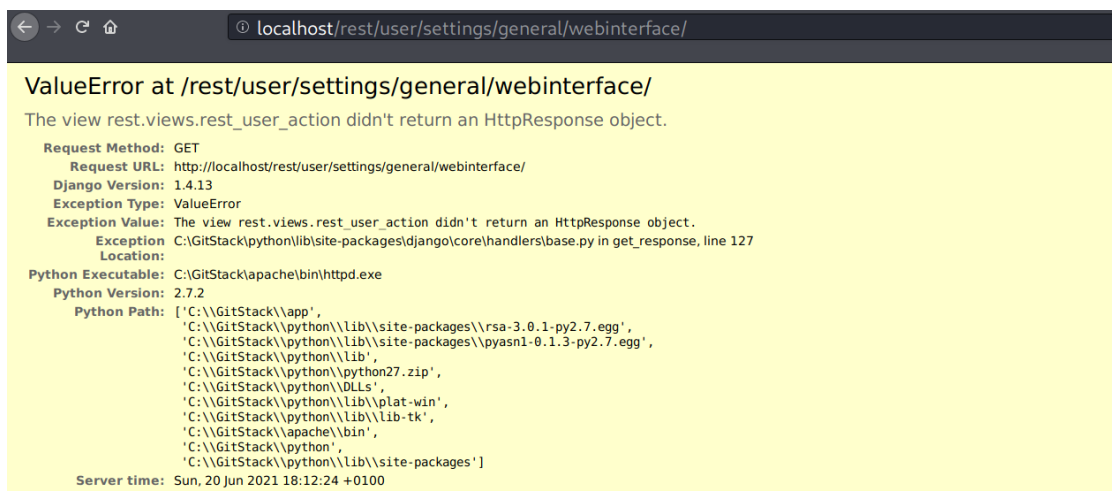 localhost/rest/user/settings/general/webinterface/
ValueError at /rest/user/settings/general/webinterface/
The view rest.views.rest_user_action didn't return an HttpResponse object.
Request Method: GET
Request URL: http://localhost/rest/user/settings/general/webinterface/
Django Version: 1.4.13
Exception Type: ValueError
Exception Value: The view rest.views.rest_user_action didn't return an HttpResponse object.
Exception Location: C:\GitStack\python\lib\site-packages\django\core\handlers\base.py in get_response, line 127
Python Executable: C:\GitStack\apache\bin\httpd.exe
Python Version: 2.7.2
Python Path: ['C:\\GitStack\\app',
'C:\\GitStack\\python\\lib\\site-packages\\rsa-3.0.1-py2.7.egg',
'C:\\GitStack\\python\\lib\\site-packages\\pyasn1-0.1.3-py2.7.egg',
'C:\\GitStack\\python\\lib',
'C:\\GitStack\\python\\python27.zip',
'C:\\GitStack\\python\\DLLs',
'C:\\GitStack\\python\\lib\\plat-win',
'C:\\GitStack\\python\\lib\\lib-tk',
'C:\\GitStack\\apache\\bin',
'C:\\GitStack\\python',
'C:\\GitStack\\python\\lib\\site-packages']
Server time: Sun, 20 Jun 2021 18:12:24 +0100